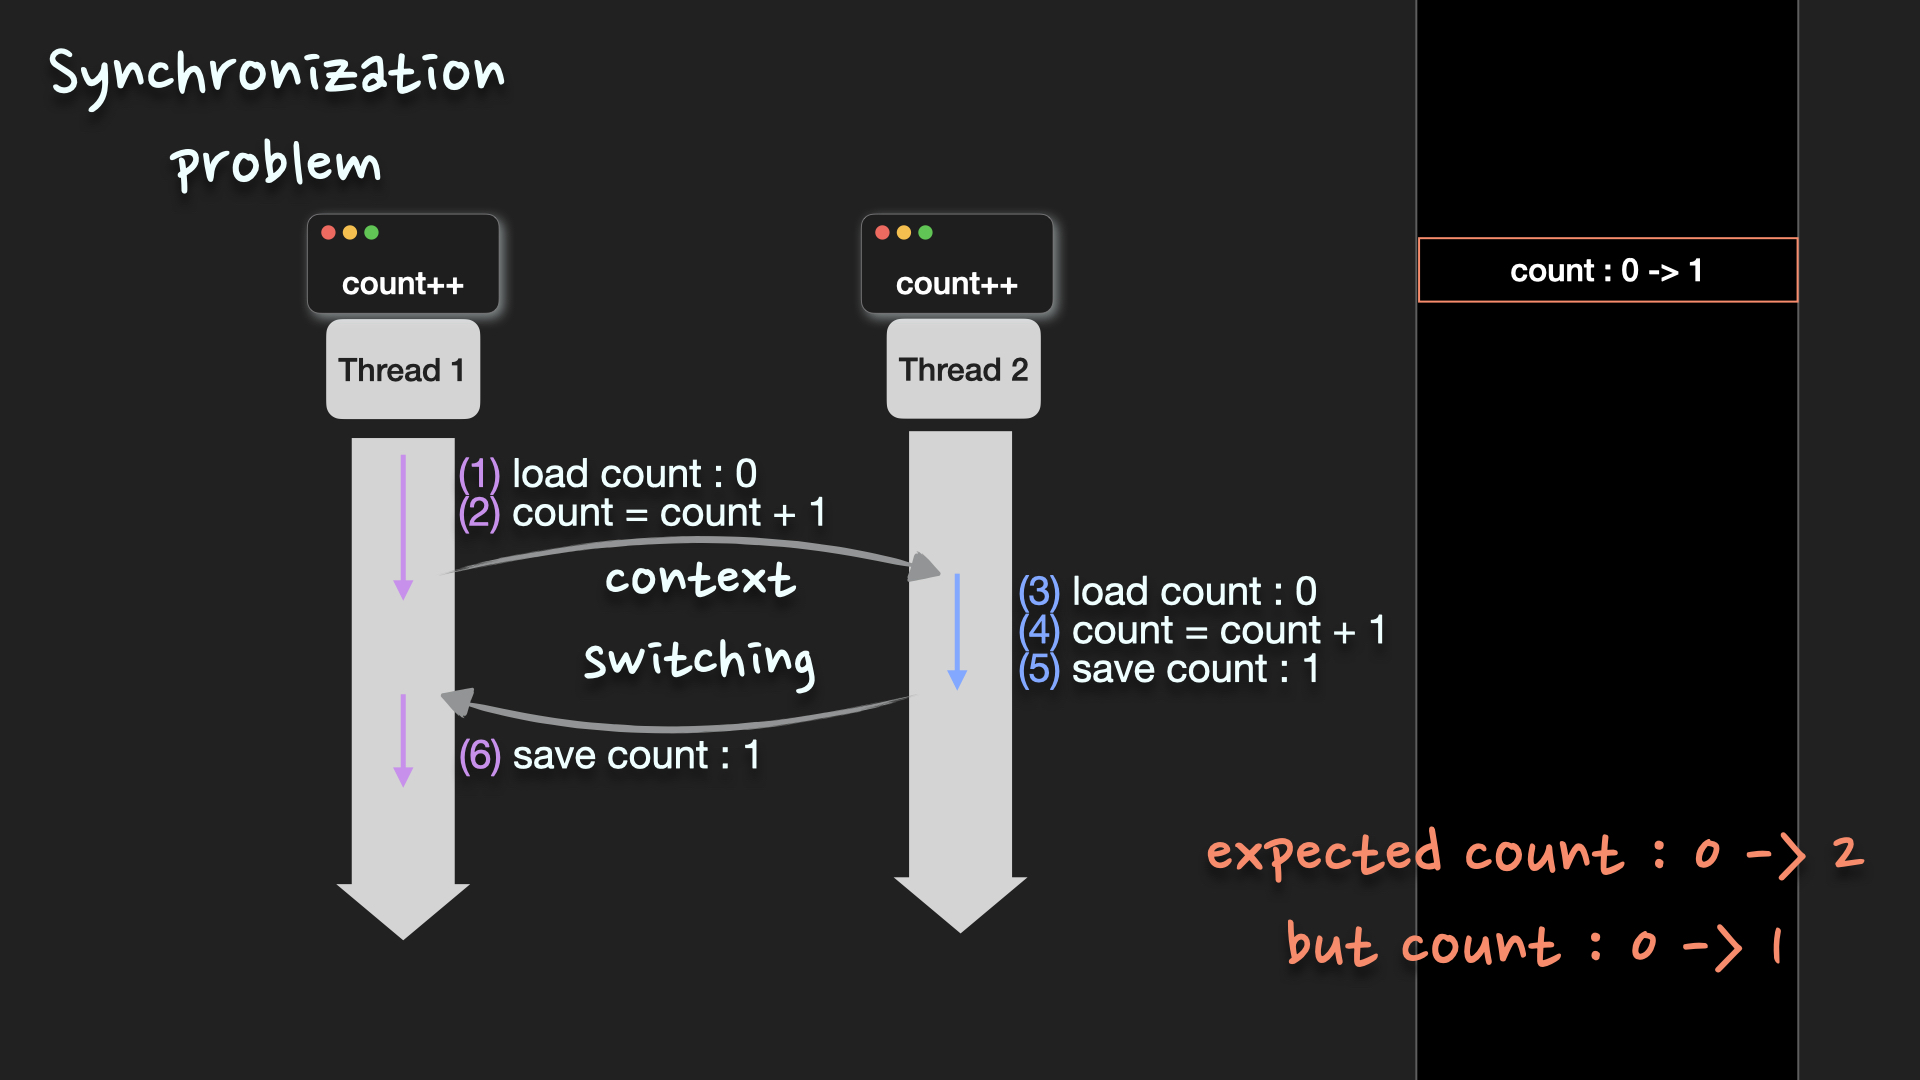 Synchronization
problem
count++
count++
count : 0 -> 1
Thread 1
Thread 2
(1) load count : 0
(2) count = count + 1
context
switching
(3) load count : 0
(4) count = count + 1
(5) save count : 1
(6) save count : 1
expected count : 0 -> 2
but count : 0 -> 1